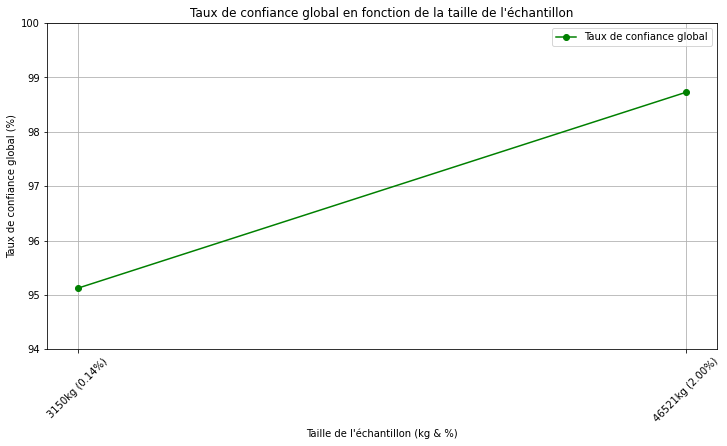 Taux de confiance global en fonction de la taille de l'échantillon
Taux de confiance global
100
99
98
97
96
95
94
Taux de confiance global (%)
3150kg (0.14%)
46521kg (2.00%)
Taille de l'échantillon (kg & %)